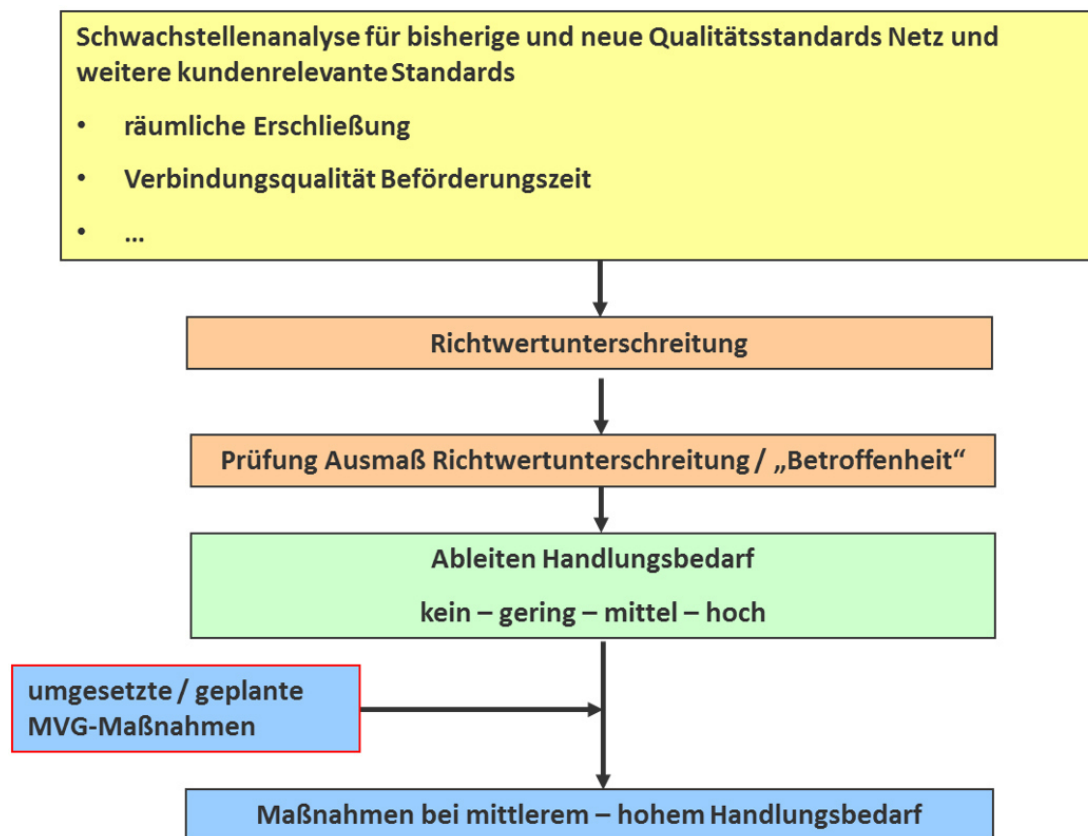 Schwachstellenanalyse für bisherige und neue Qualitätsstandards Netz und
weitere kundenrelevante Standards
• räumliche Erschließung
• Verbindungsqualität Beförderungszeit
• ...
Richtwertunterschreitung
Prüfung Ausmaß Richtwertunterschreitung / „Betroffenheit“
Ableiten Handlungsbedarf
kein – gering – mittel – hoch
umgesetzte / geplante
MVG-Maßnahmen
Maßnahmen bei mittlerem – hohem Handlungsbedarf